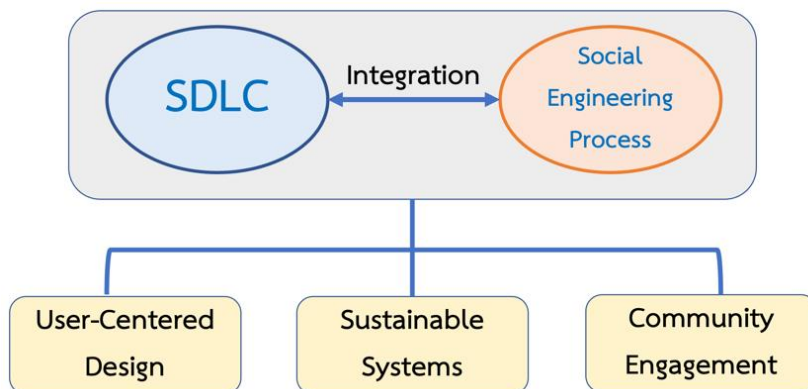 SDLC
Integration
Social
Engineering
Process
User-Centered
Design
Sustainable
Systems
Community
Engagement